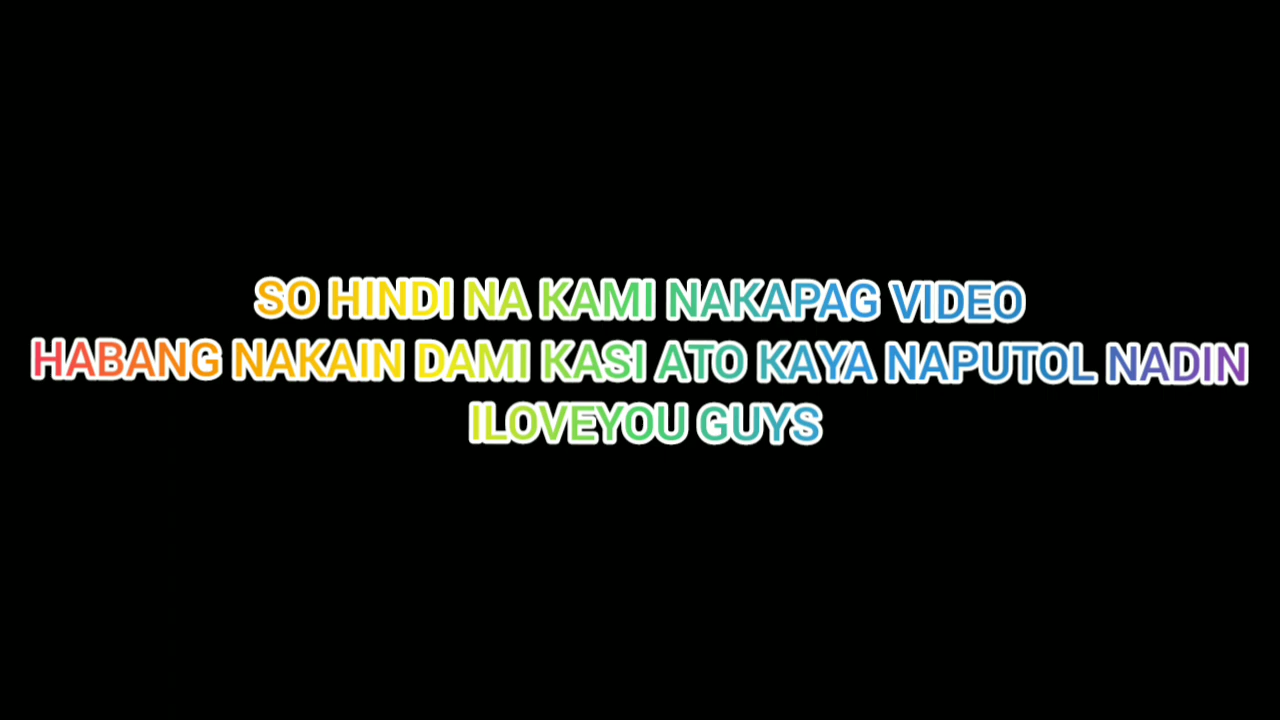 SO HINDI NA KAMI NAKAPAG VIDEO
HABANG NAKAIN DAMI KASI ATO KAYA NAPUTOL NADIN
ILOVEYOU GUYS